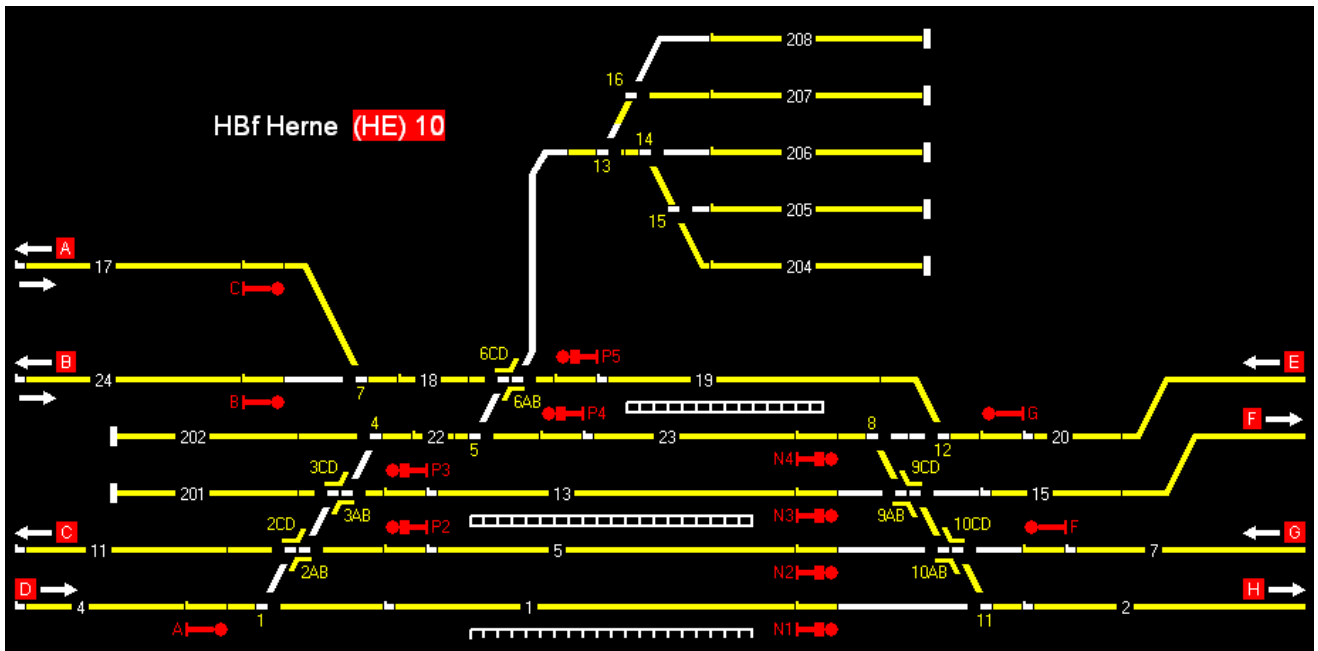 208
16
207
HBf Herne (HE) 10
14
206
13
205
15
A
17
204
C
B
6CD
P5
E
24
18
19
7
6AB
B
4
P4
8
G
F
202
22
23
20
5
12
3CD
P3
N4
9CD
201
13
15
3AB
N3
9AB
C
2CD
P2
10CD
F
G
11
5
7
2AB
N2
10AB
D
H
4
1
2
1
11
A
N1